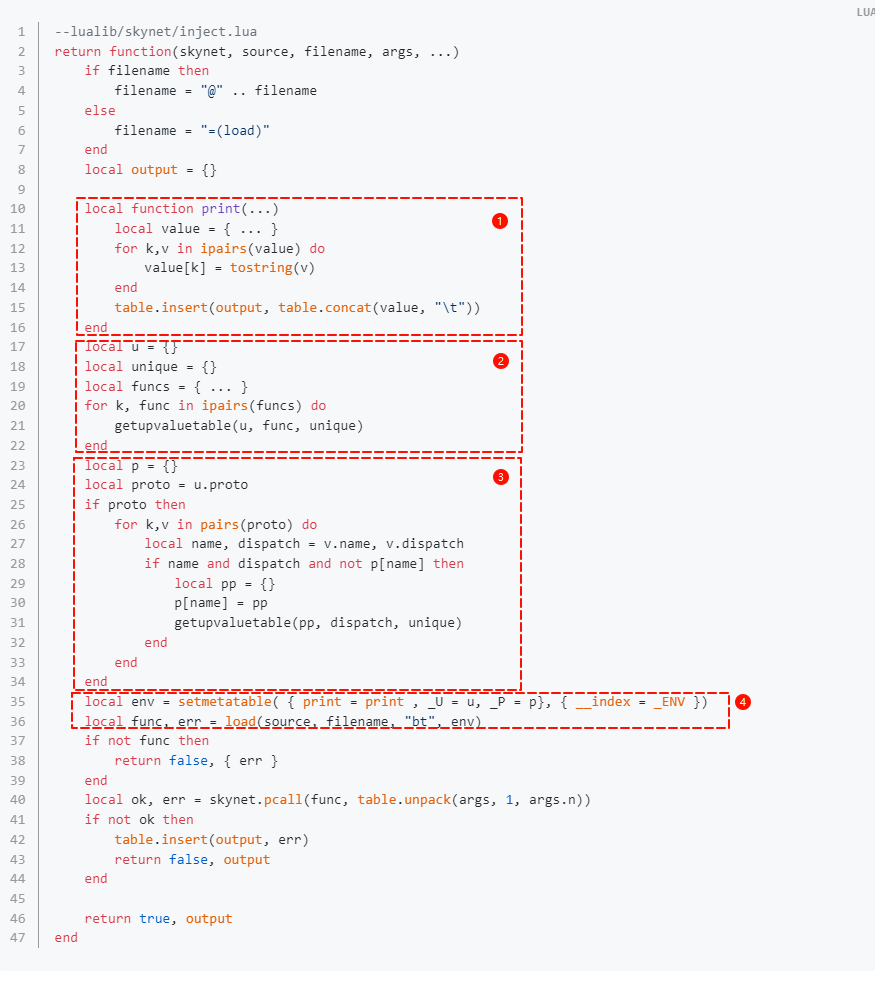 LUA
1 --lualib/skynet/inject.lua
2 return function(skynet, source, filename, args, ...)
3     if filename then
4         filename = "@" .. filename
5     else
6         filename = "=(load)"
7     end
8     local output = {}
9
10     local function print(...)
1
11         local value = { ... }
12         for k,v in ipairs(value) do
13             value[k] = tostring(v)
14         end
15         table.insert(output, table.concat(value, "\t"))
16     end
17     local u = {}
2
18     local unique = {}
19     local funcs = { ... }
20     for k, func in ipairs(funcs) do
21         getupvaluetable(u, func, unique)
22     end
23     local p = {}
3
24     local proto = u.proto
25     if proto then
26         for k,v in pairs(proto) do
27             local name, dispatch = v.name, v.dispatch
28             if name and dispatch and not p[name] then
29                 local pp = {}
30                 p[name] = pp
31                 getupvaluetable(pp, dispatch, unique)
32             end
33         end
34     end
35     local env = setmetatable( { print = print , _U = u, _P = p}, { __index = _ENV })
4
36     local func, err = load(source, filename, "bt", env)
37     if not func then
38         return false, { err }
39     end
40     local ok, err = skynet.pcall(func, table.unpack(args, 1, args.n))
41     if not ok then
42         table.insert(output, err)
43         return false, output
44     end
45
46     return true, output
47 end